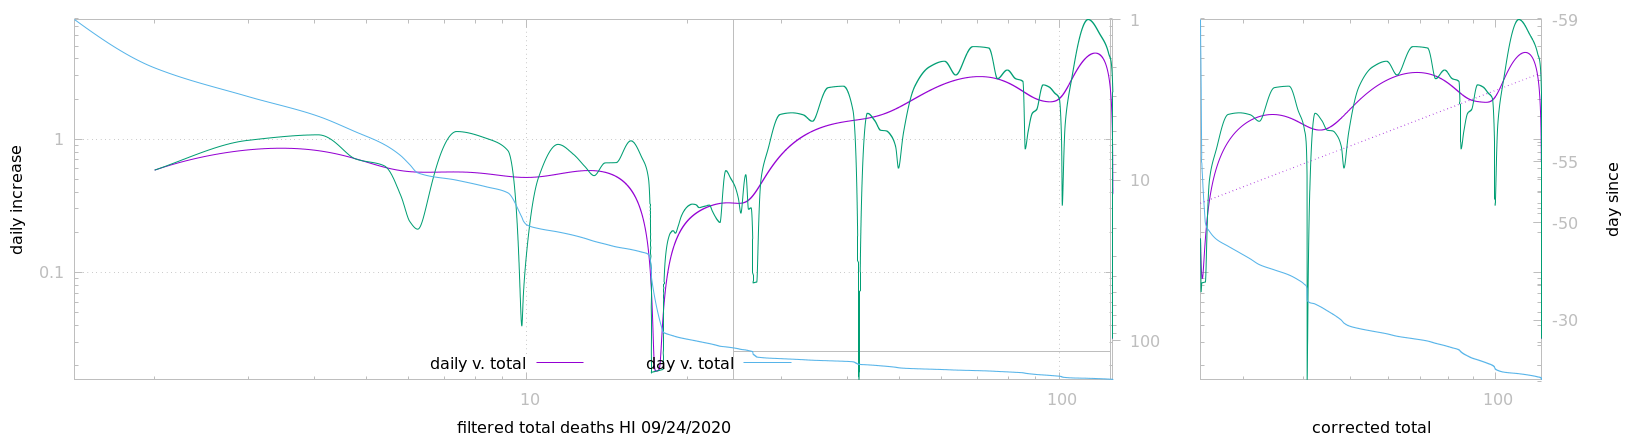 1
-59
1
10
-55
-50
0.1
-30
100
daily v. total
day v. total
10
100
100
daily increase
day since
filtered total deaths HI 09/24/2020
corrected total